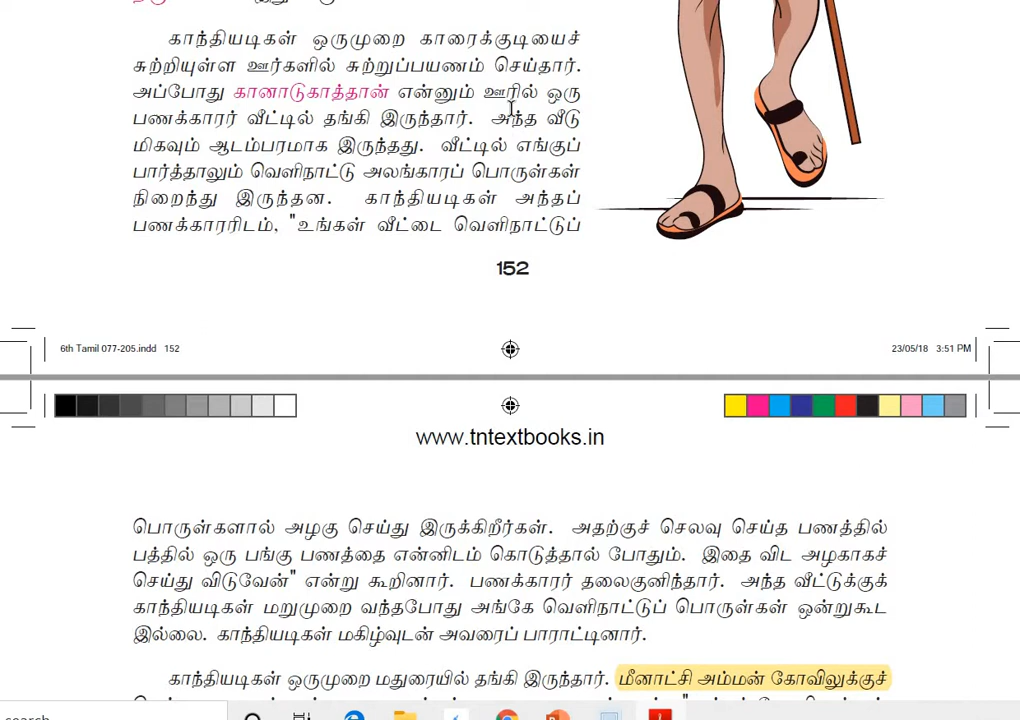 காந்தியடிகள் ஒருமுறை காரைக்குடியைச்
சுற்றியுள்ள ஊர்களில் சுற்றுப்பயணம் செய்தார்.
அப்போது கானாடுகாத்தான் என்னும் ஊரில் ஒரு
பணக்காரர் வீட்டில் தங்கி இருந்தார். அந்த வீடு
மிகவும் ஆடம்பரமாக இருந்தது. வீட்டில் எங்குப்
பார்த்தாலும் வெளிநாட்டு அலங்காரப் பொருள்கள்
நிறைந்து இருந்தன. காந்தியடிகள் அந்தப்
பணக்காரரிடம், "உங்கள் வீட்டை வெளிநாட்டுப்
152
6th Tamil 077-205.indd 152
23/05/18 3:51 PM
www.tntextbooks.in
பொருள்களால் அழகு செய்து இருக்கிறீர்கள். அதற்குச் செலவு செய்த பணத்தில்
பத்தில் ஒரு பங்கு பணத்தை என்னிடம் கொடுத்தால் போதும். இதை விட அழகாகச்
செய்து விடுவேன்" என்று கூறினார். பணக்காரர் தலைகுனிந்தார். அந்த வீட்டுக்குக்
காந்தியடிகள் மறுமுறை வந்தபோது அங்கே வெளிநாட்டுப் பொருள்கள் ஒன்றுகூட
இல்லை. காந்தியடிகள் மகிழ்வுடன் அவரைப் பாராட்டினார்.
காந்தியடிகள் ஒருமுறை மதுரையில் தங்கி இருந்தார். மீனாட்சி அம்மன் கோவிலுக்குச்
search